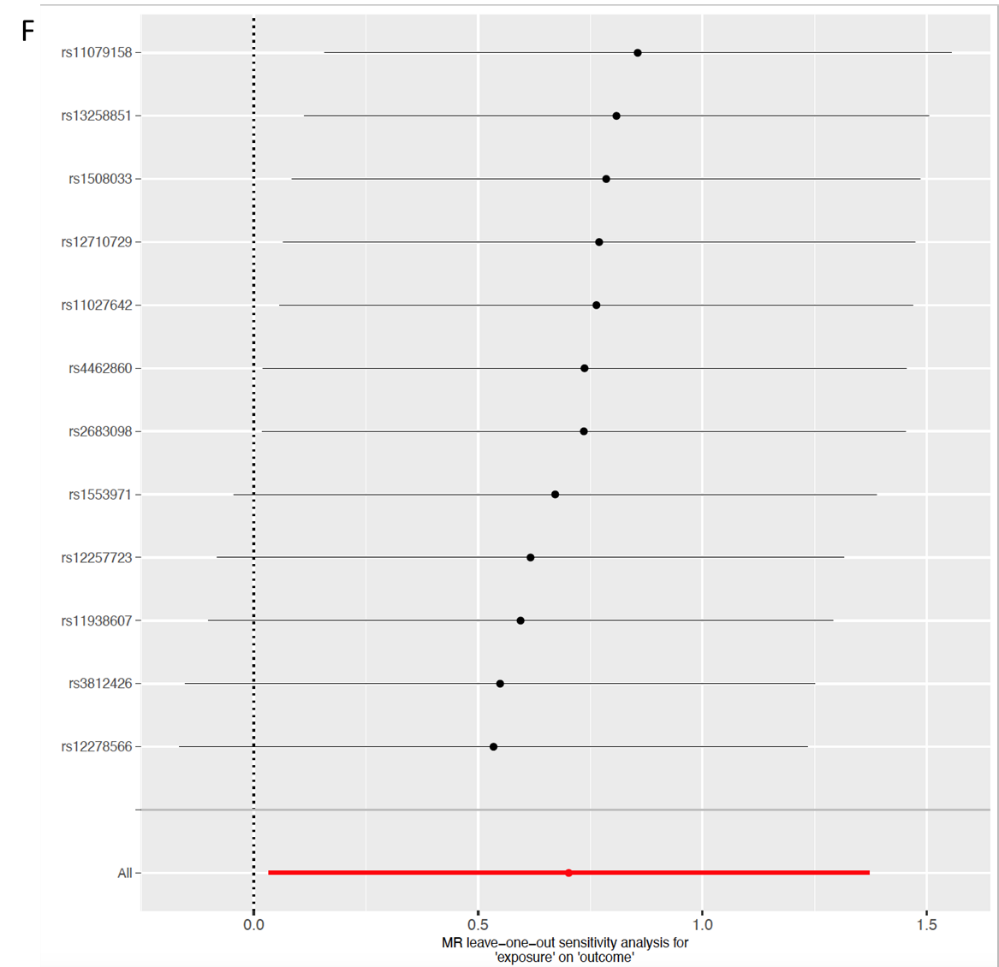 F
rs11079158
rs13258851
rs1508033
rs12710729
rs11027642
rs4462860
rs2683098
rs1553971
rs12257723
rs11938607
rs3812426
rs12278566
All
0.0 0.5 1.0 1.5
MR leave−one−out sensitivity analysis for
'exposure' on 'outcome'